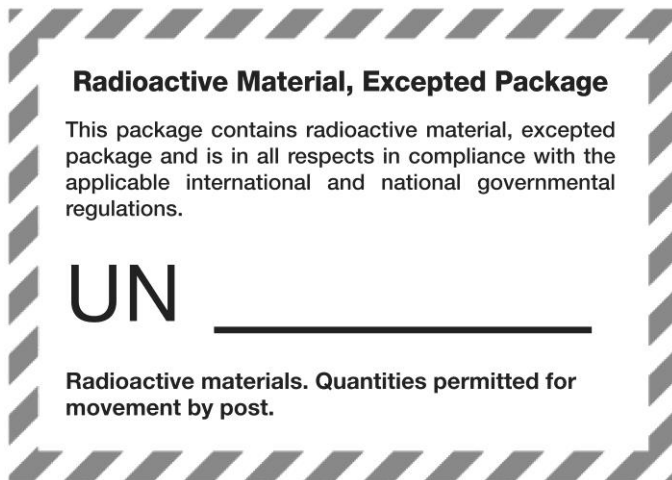 Radioactive Material, Excepted Package
This package contains radioactive material, excepted
package and is in all respects in compliance with the
applicable international and national governmental
regulations.
UN
Radioactive materials. Quantities permitted for
movement by post.